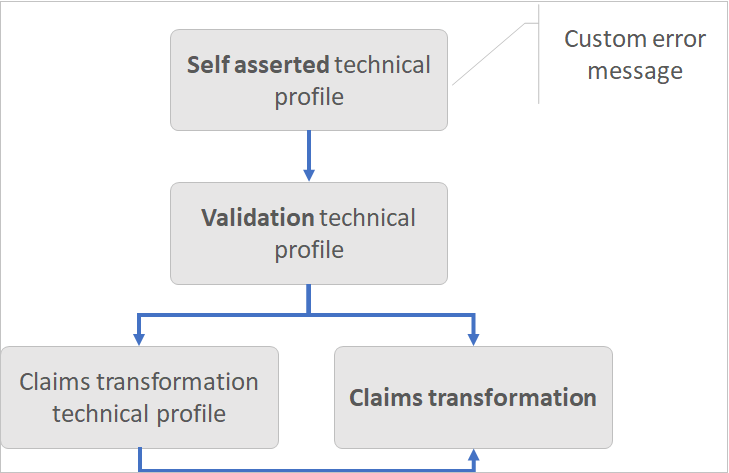 Self asserted technical
profile
Custom error
message
Validation technical
profile
Claims transformation
technical profile
Claims transformation